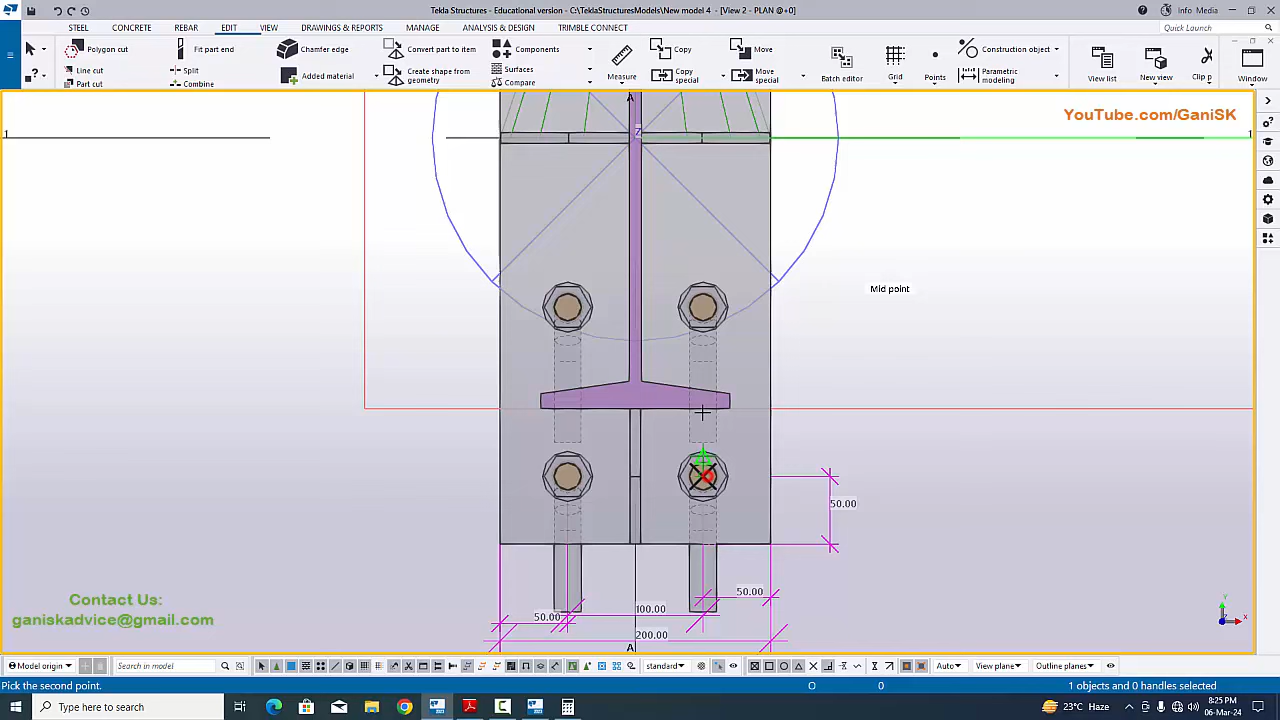 Tekla Structures - Educational version - C:\TeklaStructuresModels\New model 4 - [View 2 - PLAN @+0]
Info Media
STEEL CONCRETE REBAR EDIT VIEW DRAWINGS & REPORTS MANAGE ANALYSIS & DESIGN TRIMBLE CONNECT
Quick Launch
Polygon cut
Line cut
Part cut
Fit part end
Split
Combine
Chamfer edge
Added material
Convert part to item
Create shape from
geometry
Components
Surfaces
Compare
Measure
Copy
Copy
special
Move
Move
special
Batch editor
Grid
Points
Construction object
Parametric
modeling
View list
New view
Clip
Window
YouTube.com/GaniSK
A
Z
1
1
Mid point
50.00
50.00
100.00
50.00
200.00
A
Contact Us:
ganiskadvice@gmail.com
Y
X
Model origin
Search in model
standard
Auto
View plane
Outline planes
Pick the second point.
O
0
1 objects and 0 handles selected
Type here to search
23°C Haze
8:25 PM
06-Mar-24